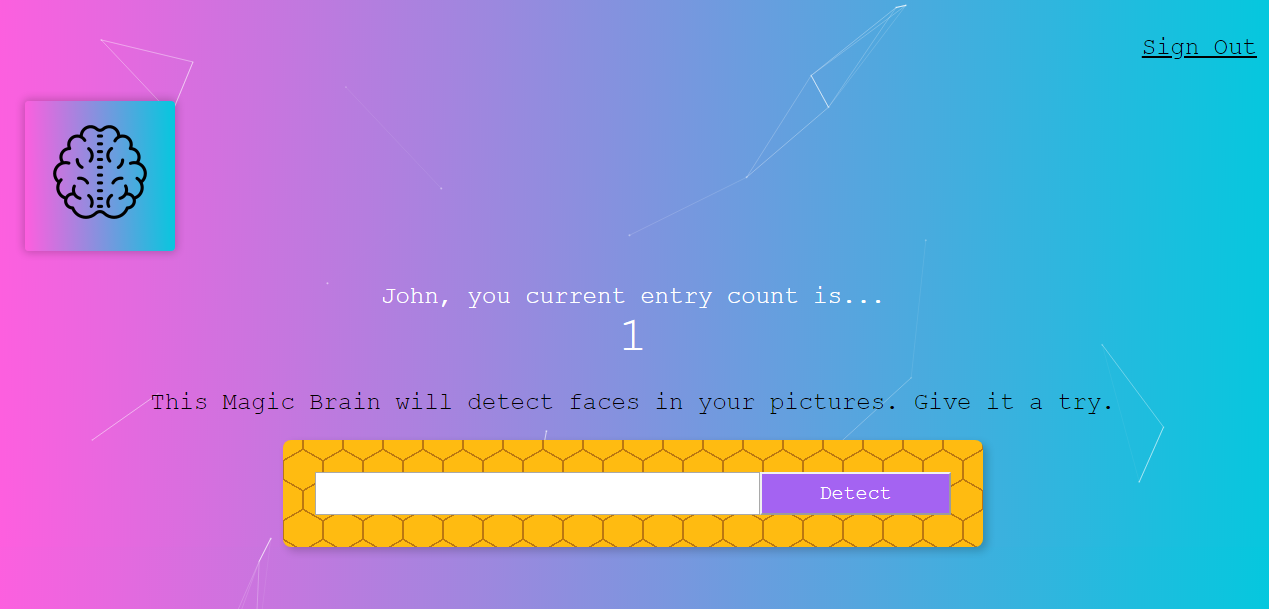 Sign Out
John, you current entry count is...
1
This Magic Brain will detect faces in your pictures. Give it a try.
Detect